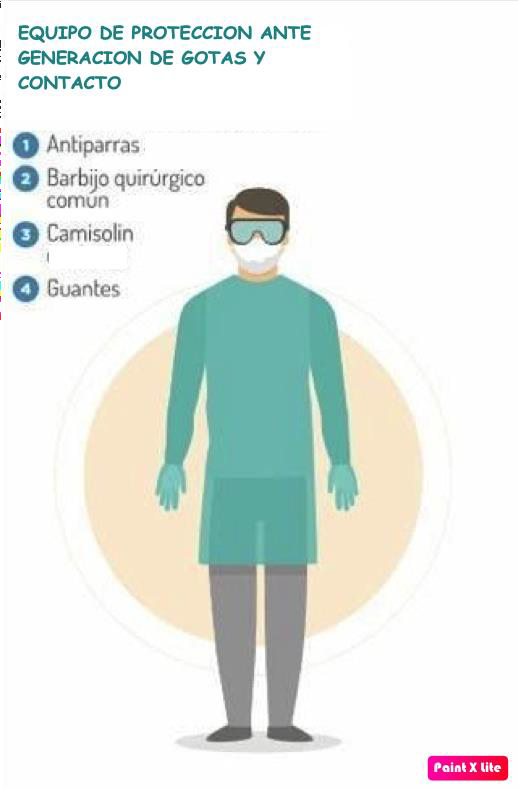 EQUIPO DE PROTECCION ANTE
GENERACION DE GOTAS Y
CONTACTO
1 Antiparras
2 Barbijo quirúrgico
común
3 Camisolin
4 Guantes
Paint X Lite